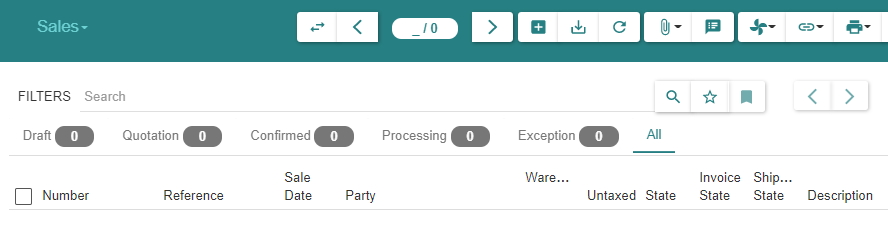 Sales
_ / 0
FILTERS Search
Draft 0 Quotation 0 Confirmed 0 Processing 0 Exception 0 All
Sale Ware... Invoice Ship...
Number Reference Date Party Untaxed State State State Description